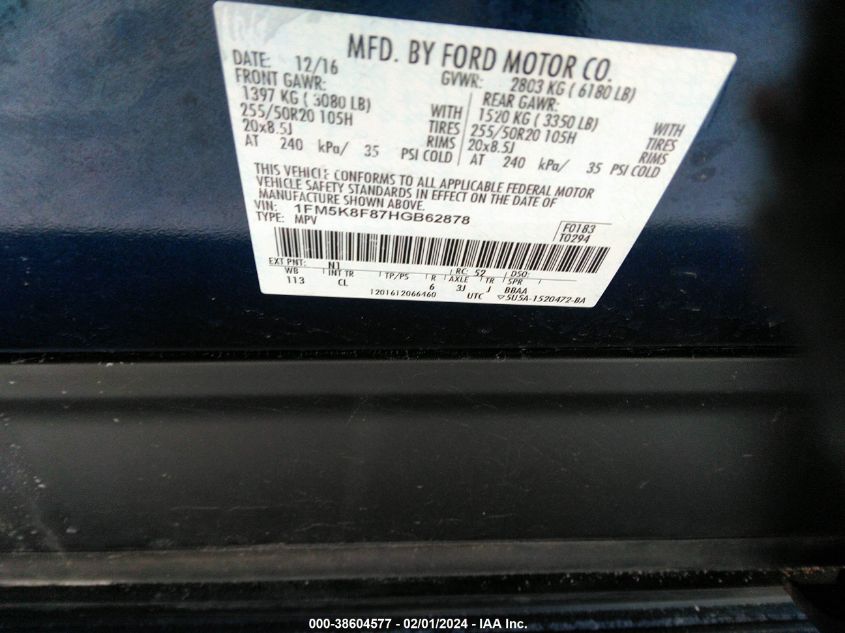 MFD. BY FORD MOTOR CO.
DATE: 12/16 GVWR: 2803 KG ( 6180 LB)
FRONT GAWR: REAR GAWR:
1397 KG ( 3080 LB) WITH 1520 KG ( 3350 LB) WITH
255/50R20 105H TIRES 255/50R20 105H TIRES
20x8.5J RIMS 20x8.5J RIMS
AT 240 kPa/ 35 PSI COLD AT 240 kPa/ 35 PSI COLD
THIS VEHICLE CONFORMS TO ALL APPLICABLE FEDERAL MOTOR
VEHICLE SAFETY STANDARDS IN EFFECT ON THE DATE OF
MANUFACTURE SHOWN ABOVE.
VIN: 1FM5K8F87HGB62878 F0183
TYPE: MPV T0294
EXT PNT: N1 RC: 52 DSO:
WB INT TR TP/PS R AXLE TR SPR
113 CL 6 3J J BBAA
1201612066460 UTC 5U5A-1520472-BA
000-38604577 - 02/01/2024 - IAA Inc.